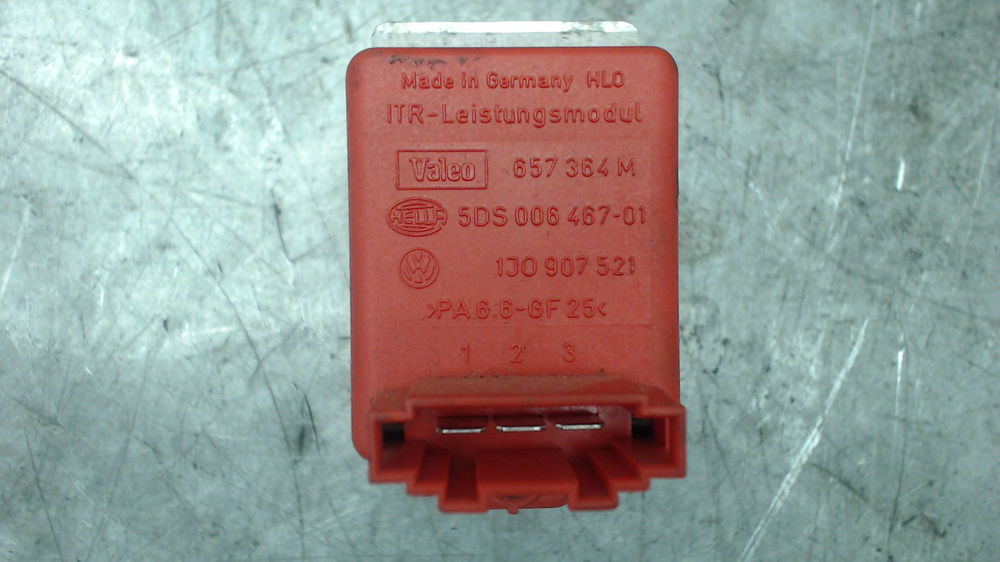 Made in Germany HLO
ITR-Leistungsmodul
Valeo 657 364 M
HELLA 5DS 006 467-01
VW 1J0 907 521
>PA.6.6-GF 25<
1 2 3